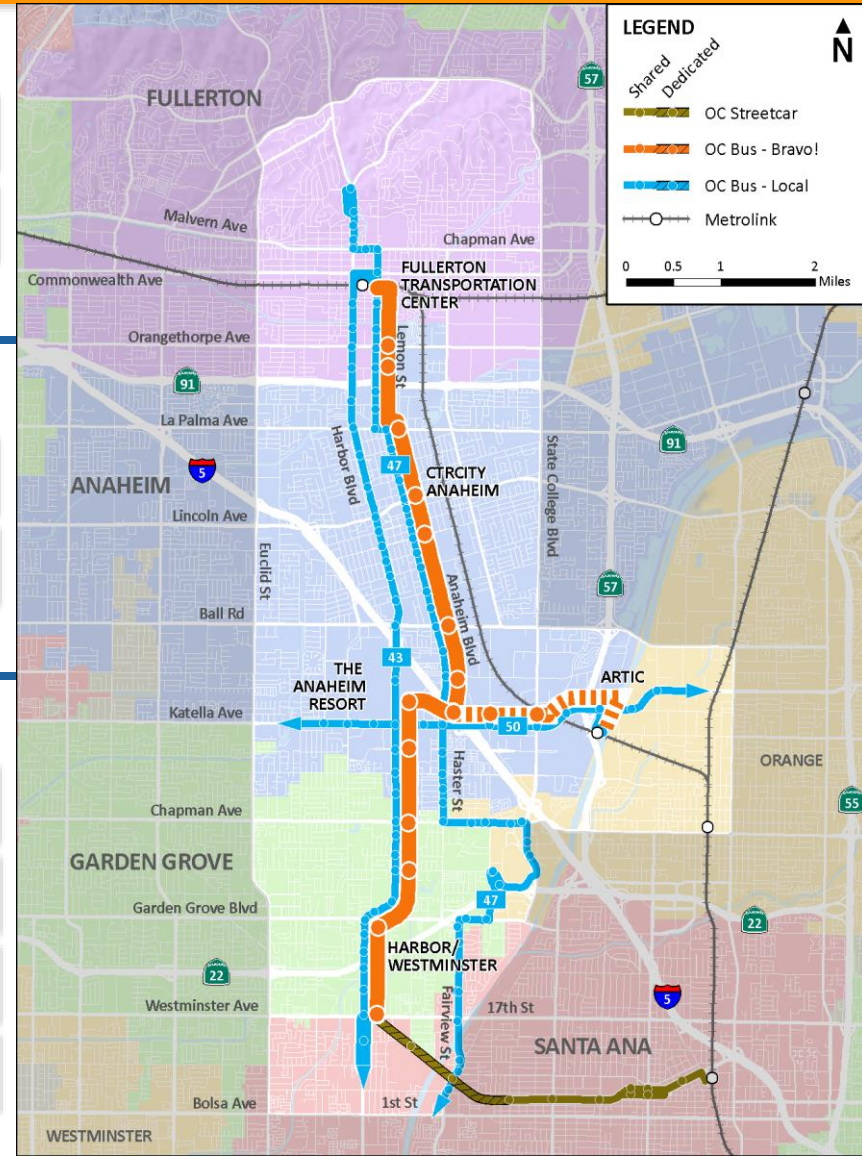 LEGEND
N
Shared
Dedicated
OC Streetcar
OC Bus - Bravo!
OC Bus - Local
Metrolink
0 0.5 1 2
Miles
57
FULLERTON
Malvern Ave
Chapman Ave
Commonwealth Ave
FULLERTON
TRANSPORTATION
CENTER
Orangethorpe Ave
Lemon St
91
La Palma Ave
Harbor Blvd
State College Blvd
91
5
47
CTRCITY
ANAHEIM
ANAHEIM
Lincoln Ave
Euclid St
57
Ball Rd
Anaheim Blvd
43
THE
ANAHEIM
RESORT
ARTIC
Katella Ave
50
Haster St
ORANGE
Chapman Ave
55
GARDEN GROVE
47
Garden Grove Blvd
22
HARBOR/
WESTMINSTER
22
5
Westminster Ave
Fairview St
17th St
SANTA ANA
Bolsa Ave
1st St
WESTMINSTER